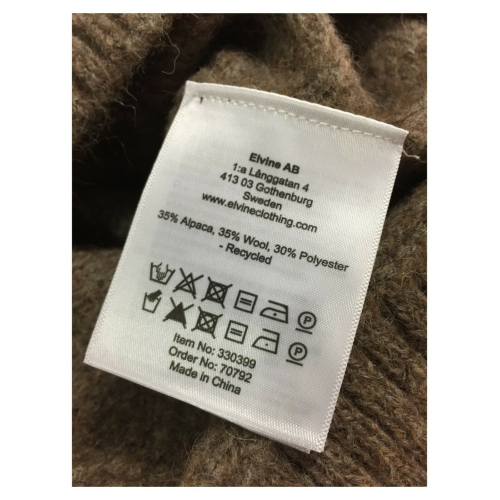 Elvine AB
1:a Långgatan 4
413 03 Gothenburg
Sweden
www.elvineclothing.com
35% Alpaca, 35% Wool, 30% Polyester
- Recycled
P
P
Item No: 330399
Order No: 70792
Made in China